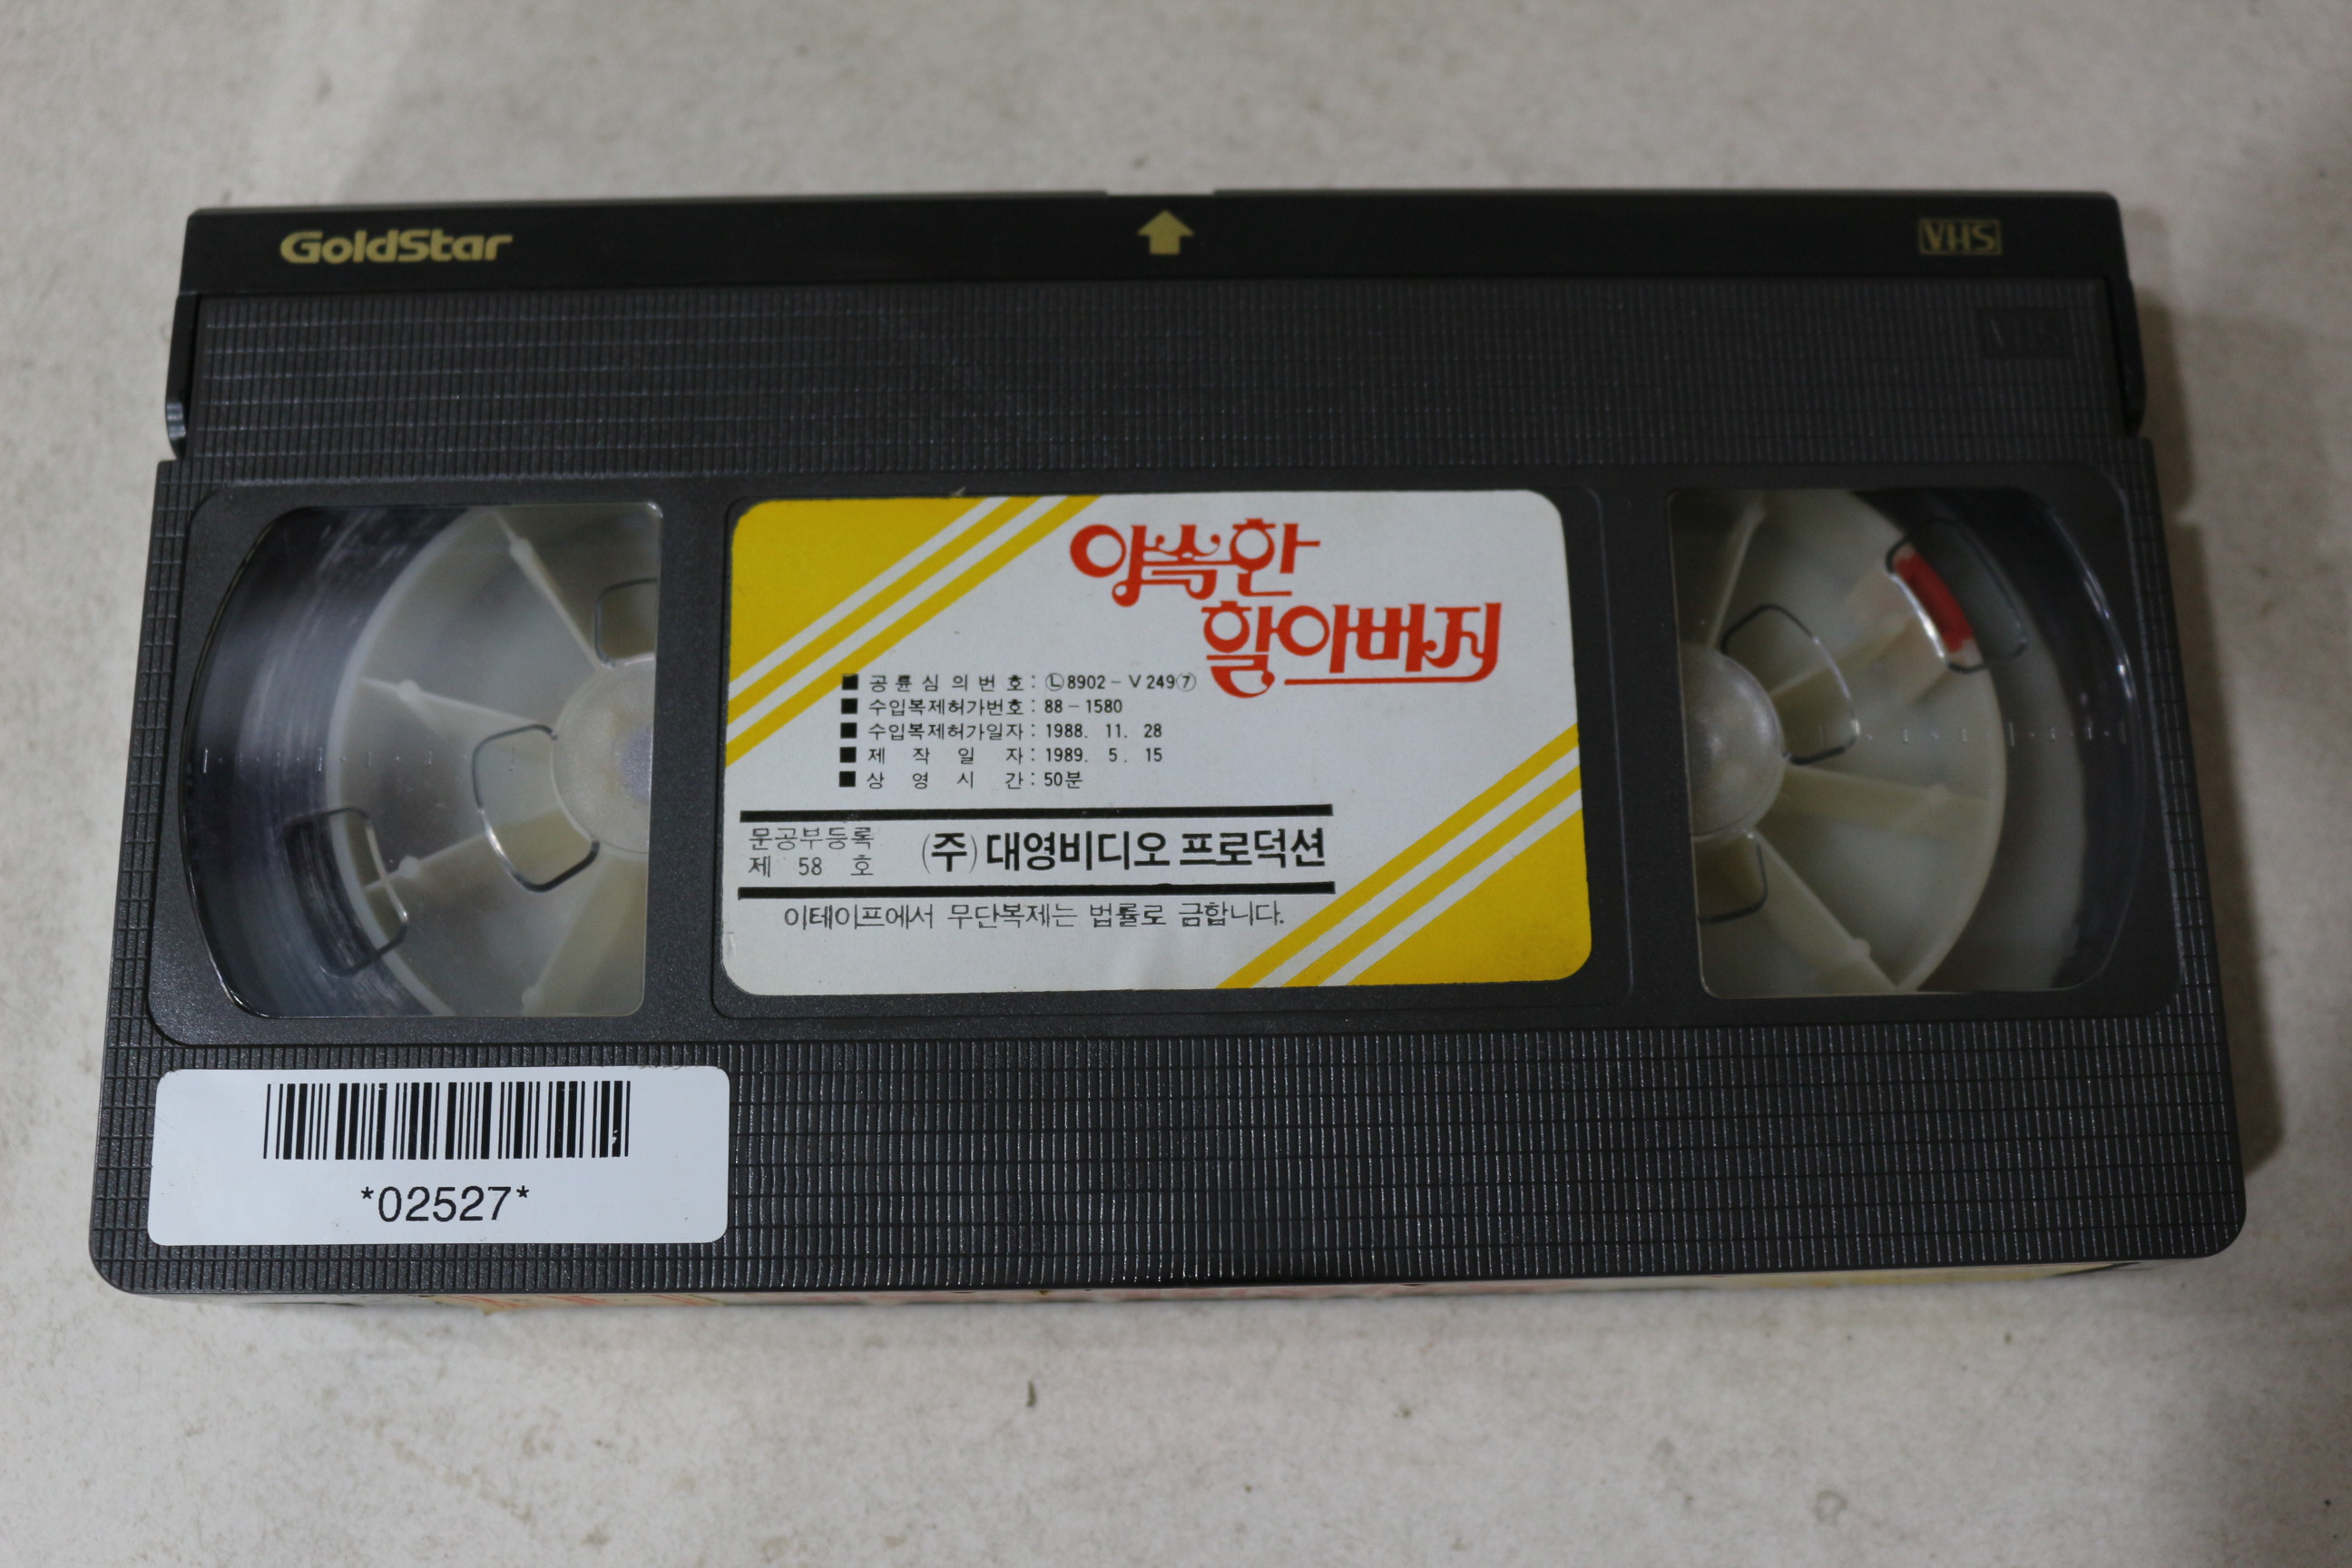 GoldStar
VHS
약속한
할아버지
■ 공륜심의번호: Ⓛ8902-V249⑦
■ 수입복제허가번호: 88-1580
■ 수입복제허가일자: 1988. 11. 28
■ 제작일자: 1989. 5. 15
■ 상영시간: 50분
문공부등록
제 58 호
(주)대영비디오 프로덕션
이테이프에서 무단복제는 법률로 금합니다.
*02527*